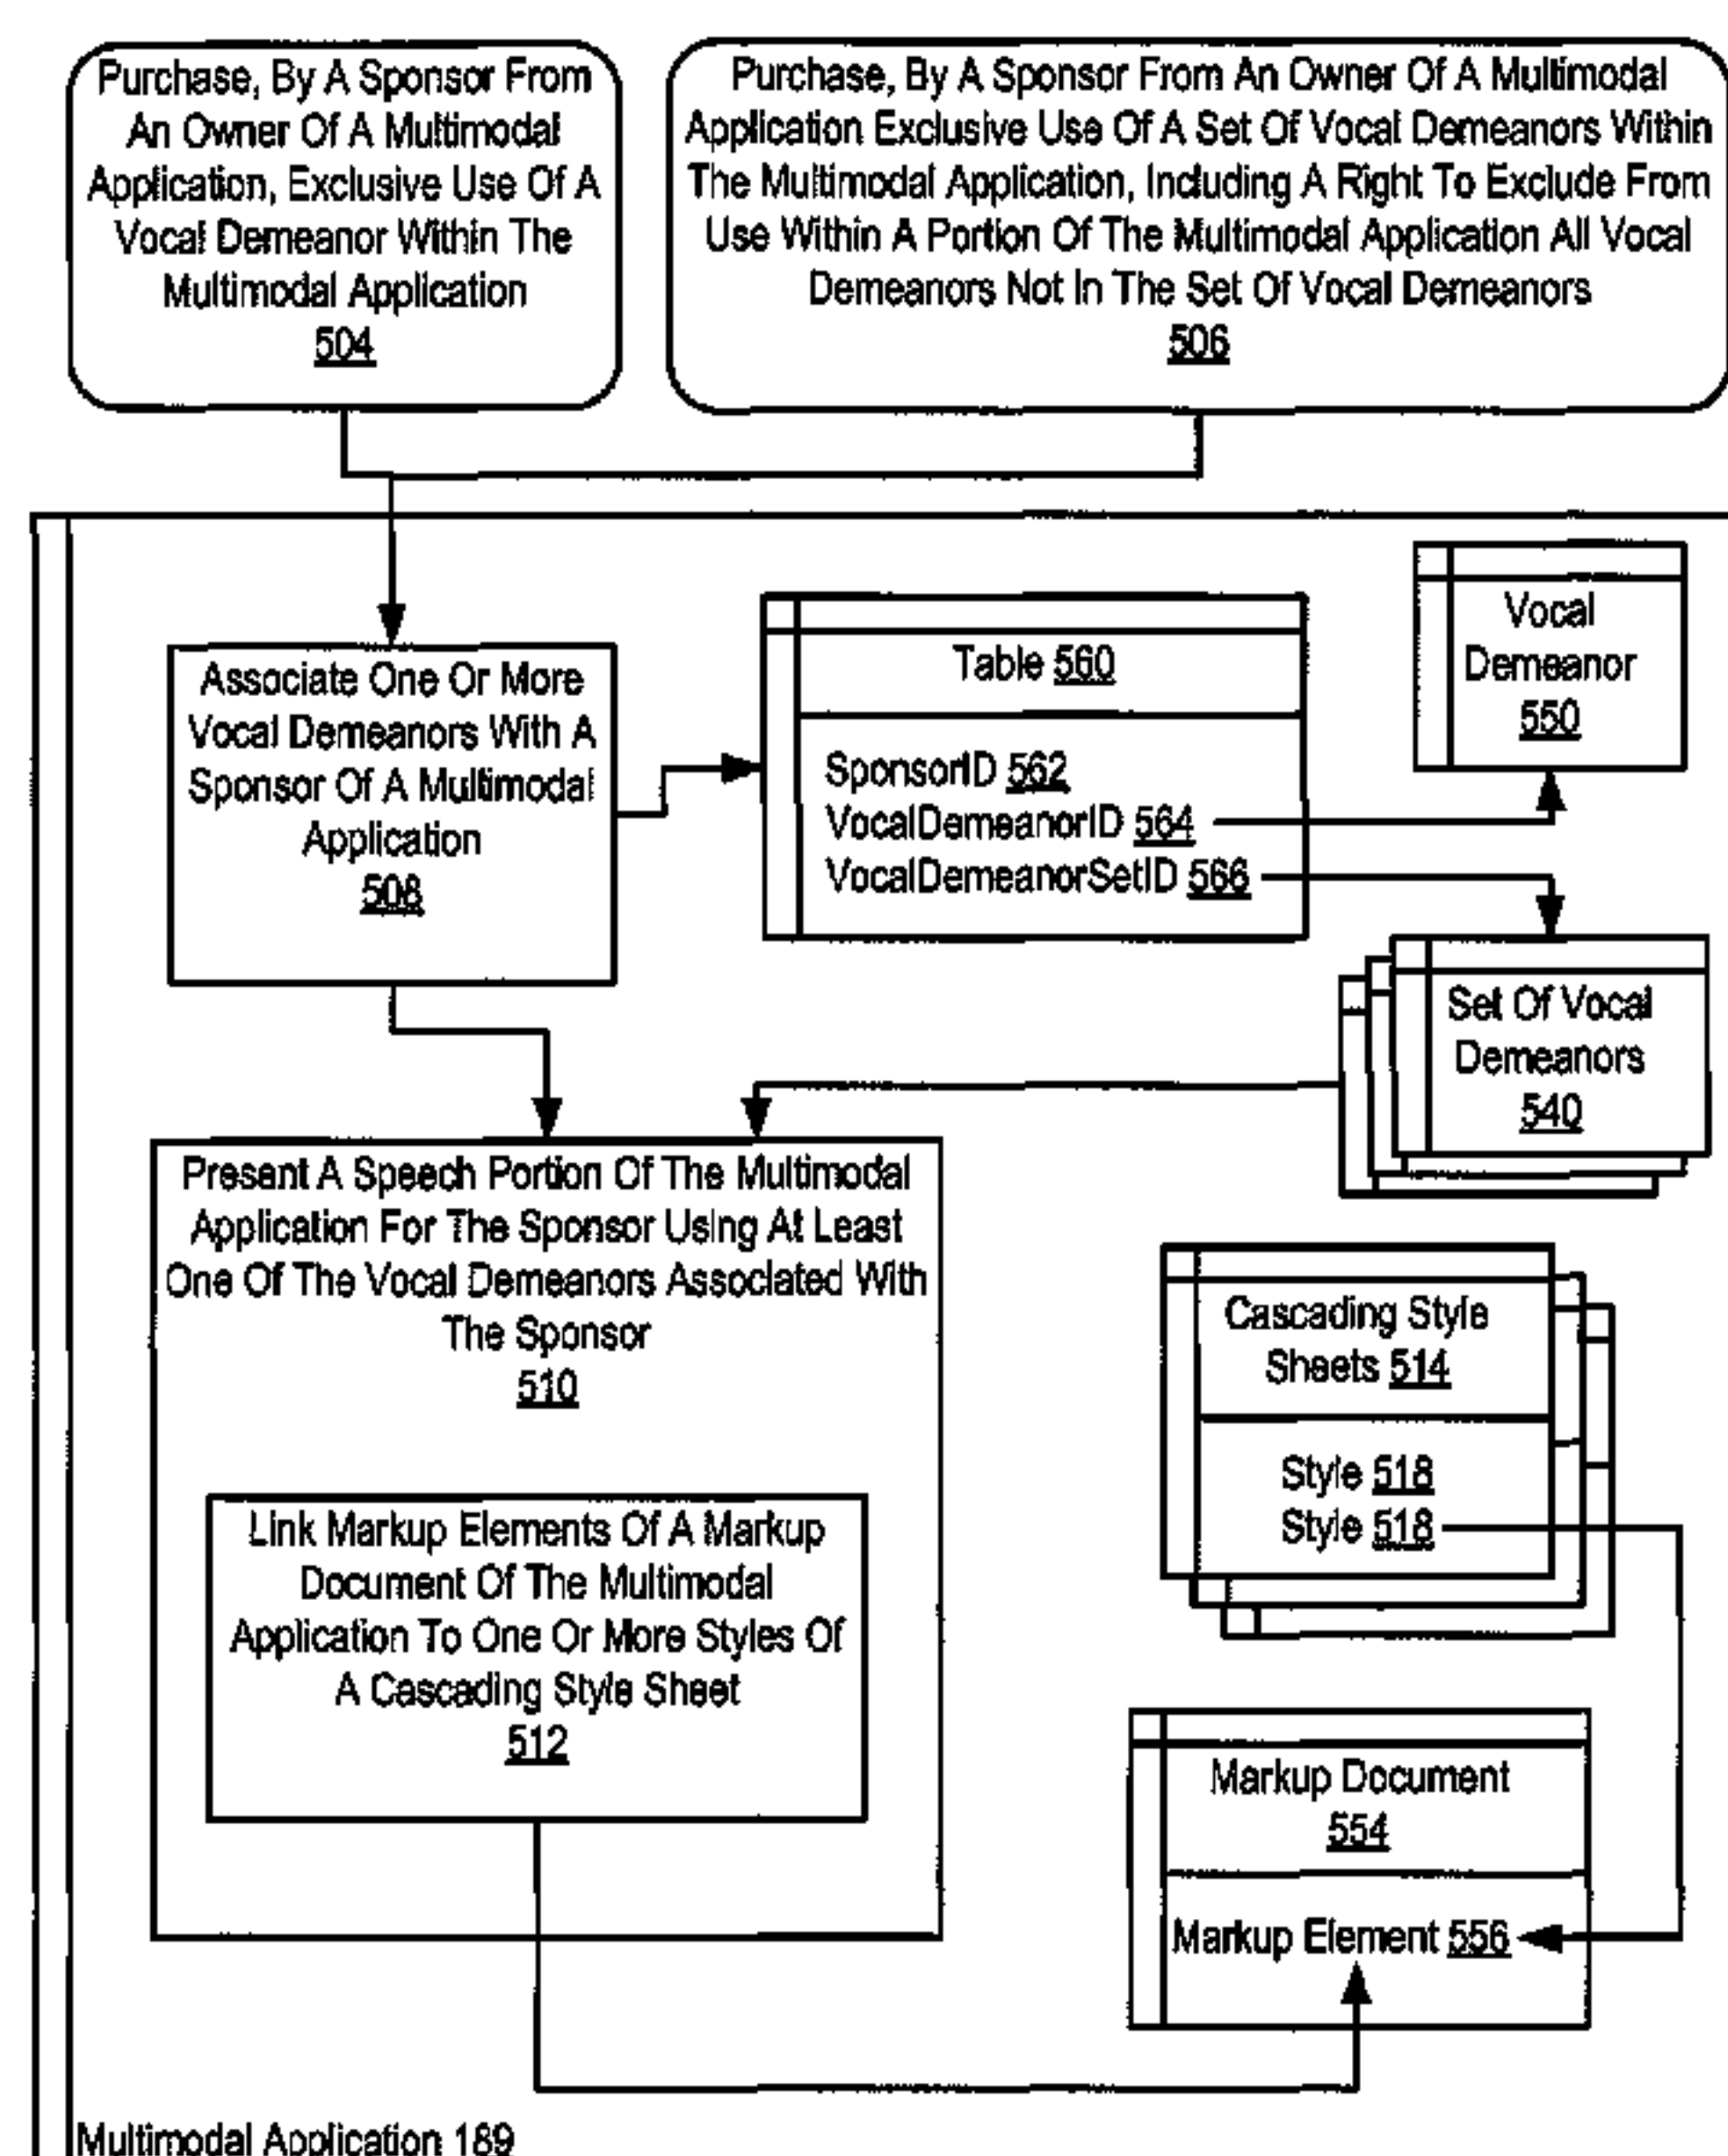 Purchase, By A Sponsor From
An Owner Of A Multimodal
Application, Exclusive Use Of A
Vocal Demeanor Within The
Multimodal Application
504
Purchase, By A Sponsor From An Owner Of A Multimodal
Application Exclusive Use Of A Set Of Vocal Demeanors Within
The Multimodal Application, Including A Right To Exclude From
Use Within A Portion Of The Multimodal Application All Vocal
Demeanors Not In The Set Of Vocal Demeanors
506
Associate One Or More
Vocal Demeanors With A
Sponsor Of A Multimodal
Application
508
Table 560
SponsorID 562
VocalDemeanorID 564
VocalDemeanorSetID 566
Vocal
Demeanor
550
Set Of Vocal
Demeanors
540
Present A Speech Portion Of The Multimodal
Application For The Sponsor Using At Least
One Of The Vocal Demeanors Associated With
The Sponsor
510
Link Markup Elements Of A Markup
Document Of The Multimodal
Application To One Or More Styles Of
A Cascading Style Sheet
512
Cascading Style
Sheets 514
Style 518
Style 518
Markup Document
554
Markup Element 556
Multimodal Application 189